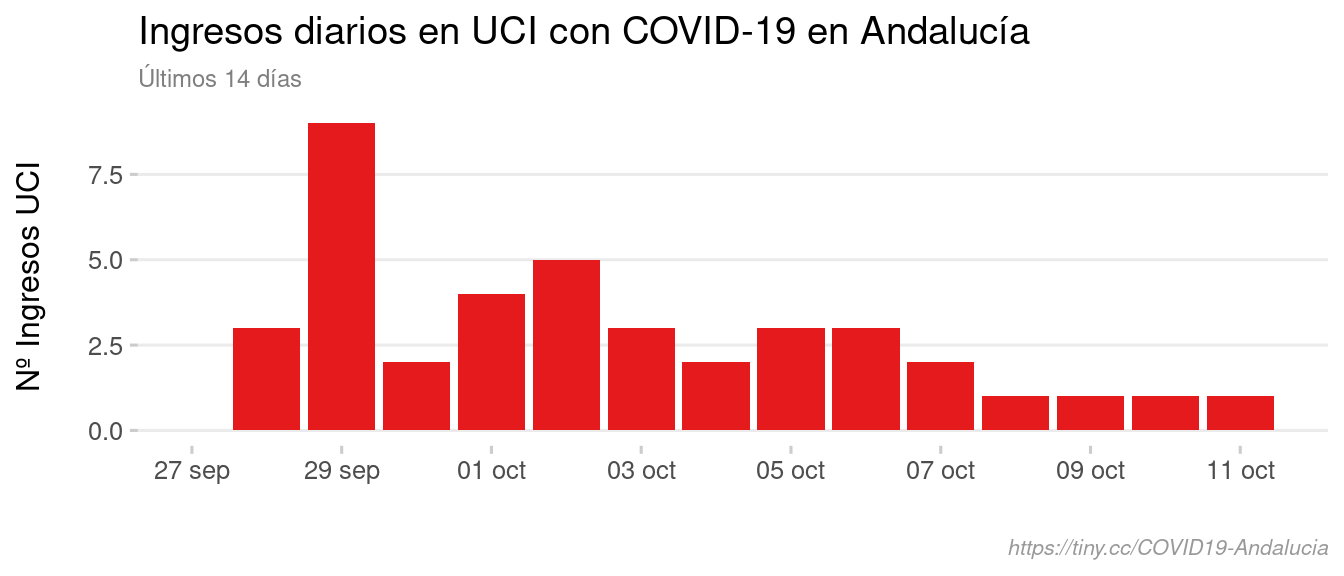 Ingresos diarios en UCI con COVID-19 en Andalucía
Últimos 14 días
Nº Ingresos UCI
7.5
5.0
2.5
0.0
27 sep 29 sep 01 oct 03 oct 05 oct 07 oct 09 oct 11 oct
https://tiny.cc/COVID19-Andalucia